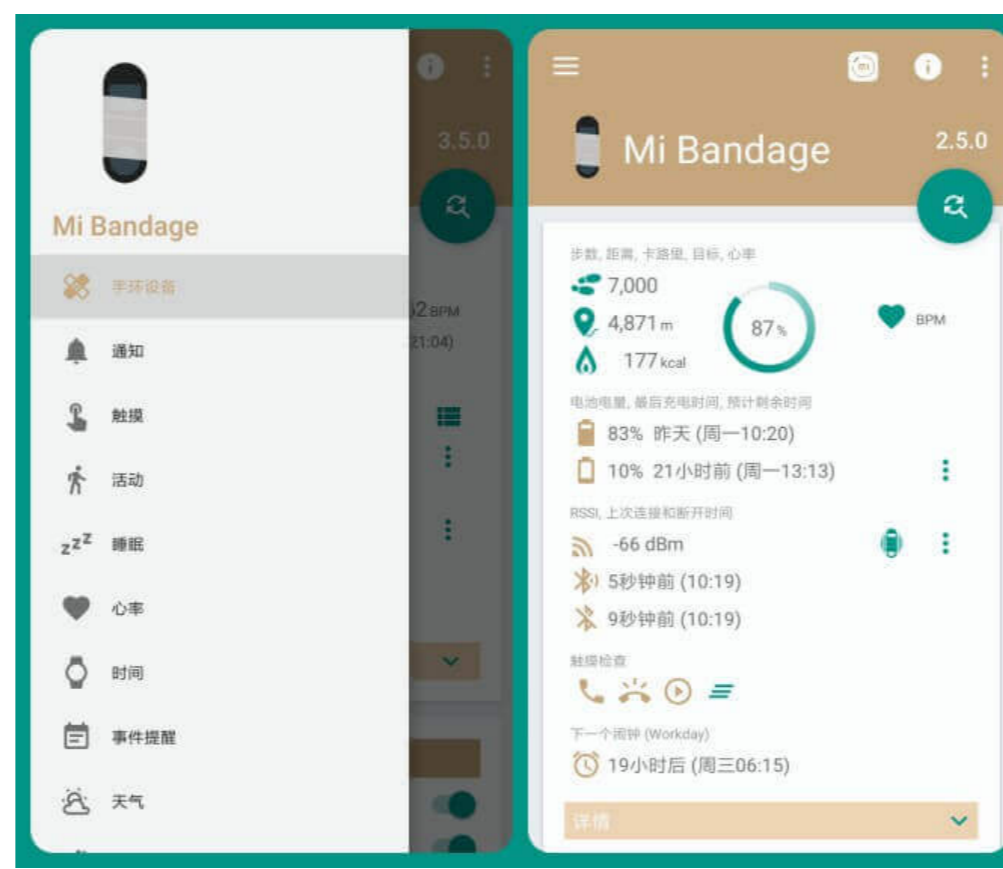 3.5.0
Mi Bandage
手环设备
62 BPM
21:04)
通知
触摸
活动
zzz 睡眠
心率
时间
事件提醒
天气
mi
Mi Bandage
2.5.0
步数, 距离, 卡路里, 目标, 心率
7,000
4,871 m
87 %
BPM
177 kcal
电池电量, 最后充电时间, 预计剩余时间
83% 昨天 (周一10:20)
10% 21小时前 (周一13:13)
RSSI, 上次连接和断开时间
-66 dBm
5秒钟前 (10:19)
9秒钟前 (10:19)
触摸检查
下一个闹钟 (Workday)
19小时后 (周三06:15)
详情